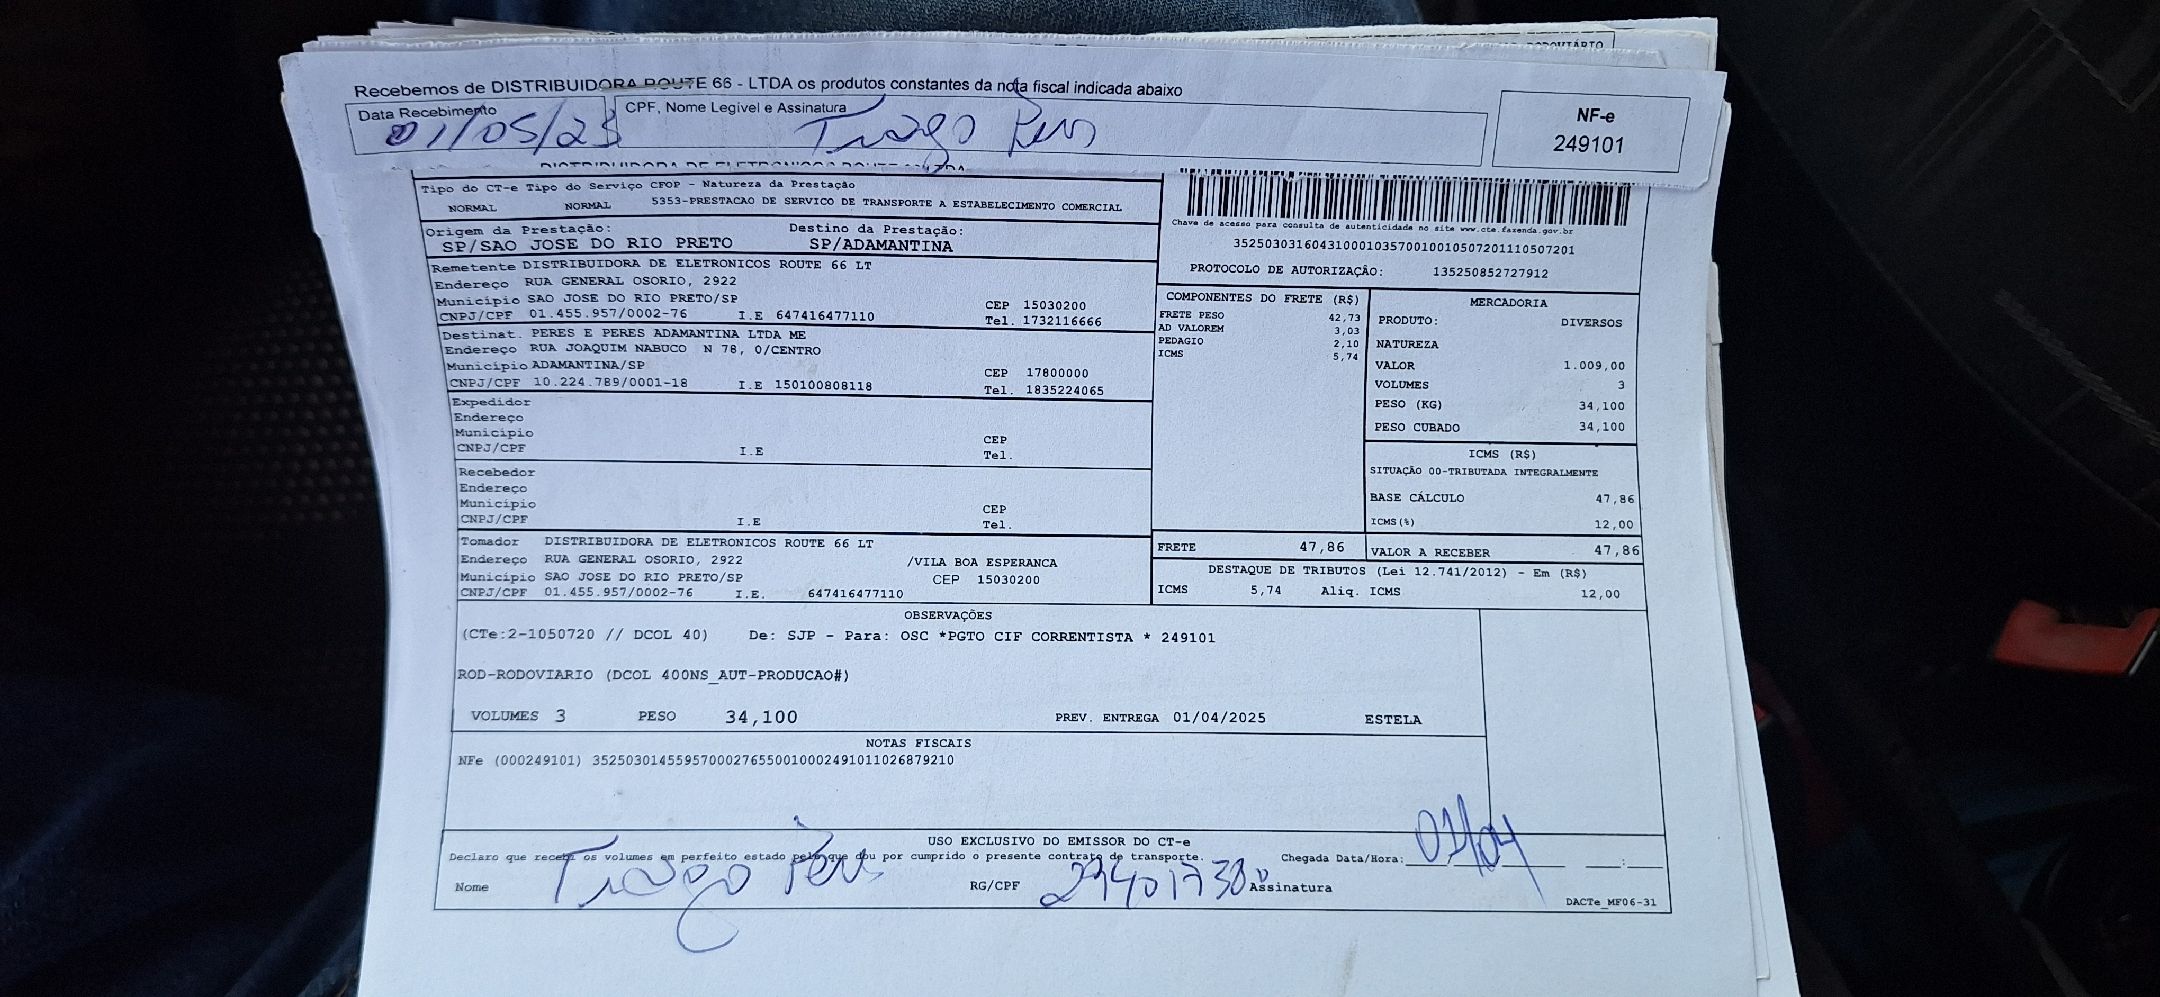 RODOVIÁRIO
Recebemos de DISTRIBUIDORA ROUTE 66 - LTDA os produtos constantes da nota fiscal indicada abaixo
Data Recebimento
CPF, Nome Legível e Assinatura
NF-e
01/05/25
Tiago Peres
249101
DISTRIBUIDORA DE ELETRONICOS ROUTE 66 LTDA
Tipo do CT-e Tipo do Serviço CFOP - Natureza da Prestação
NORMAL NORMAL 5353-PRESTACAO DE SERVICO DE TRANSPORTE A ESTABELECIMENTO COMERCIAL
Chave de acesso para consulta de autenticidade no site www.cte.fazenda.gov.br
35250303160431000103570010010507201110507201
PROTOCOLO DE AUTORIZAÇÃO: 135250852727912
Origem da Prestação: Destino da Prestação:
SP/SAO JOSE DO RIO PRETO SP/ADAMANTINA
Remetente DISTRIBUIDORA DE ELETRONICOS ROUTE 66 LT
Endereço RUA GENERAL OSORIO, 2922
Município SAO JOSE DO RIO PRETO/SP CEP 15030200
CNPJ/CPF 01.455.957/0002-76 I.E 647416477110 Tel. 1732116666
Destinat. PERES E PERES ADAMANTINA LTDA ME
Endereço RUA JOAQUIM NABUCO N 78, 0/CENTRO
Município ADAMANTINA/SP CEP 17800000
CNPJ/CPF 10.224.789/0001-18 I.E 150100808118 Tel. 1835224065
Expedidor
Endereço
Município CEP
CNPJ/CPF I.E Tel.
Recebedor
Endereço
Município CEP
CNPJ/CPF I.E Tel.
Tomador DISTRIBUIDORA DE ELETRONICOS ROUTE 66 LT
Endereço RUA GENERAL OSORIO, 2922 /VILA BOA ESPERANCA
Município SAO JOSE DO RIO PRETO/SP CEP 15030200
CNPJ/CPF 01.455.957/0002-76 I.E. 647416477110
COMPONENTES DO FRETE (R$)
FRETE PESO 42,73
AD VALOREM 3,03
PEDAGIO 2,10
ICMS 5,74
MERCADORIA
PRODUTO: DIVERSOS
NATUREZA
VALOR 1.009,00
VOLUMES 3
PESO (KG) 34,100
PESO CUBADO 34,100
ICMS (R$)
SITUAÇÃO 00-TRIBUTADA INTEGRALMENTE
BASE CÁLCULO 47,86
ICMS(%) 12,00
FRETE 47,86 VALOR A RECEBER 47,86
DESTAQUE DE TRIBUTOS (Lei 12.741/2012) - Em (R$)
ICMS 5,74 Aliq. ICMS 12,00
OBSERVAÇÕES
(CTe:2-1050720 // DCOL 40) De: SJP - Para: OSC *PGTO CIF CORRENTISTA * 249101
ROD-RODOVIARIO (DCOL 400NS_AUT-PRODUCAO#)
VOLUMES 3 PESO 34,100 PREV. ENTREGA 01/04/2025 ESTELA
NOTAS FISCAIS
NFe (000249101) 35250301455957000276550010002491011026879210
USO EXCLUSIVO DO EMISSOR DO CT-e
Declaro que recebi os volumes em perfeito estado pelo que dou por cumprido o presente contrato de transporte. Chegada Data/Hora: 01/04
Nome Tiago Peres RG/CPF Assinatura
DACTe_MF06-31